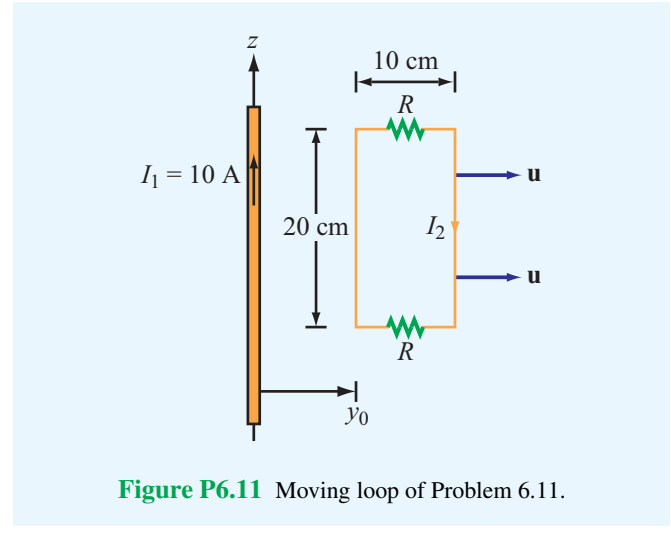 z
10 cm
R
I₁ = 10 A
u
20 cm
I₂
u
R
y₀
Figure P6.11 Moving loop of Problem 6.11.